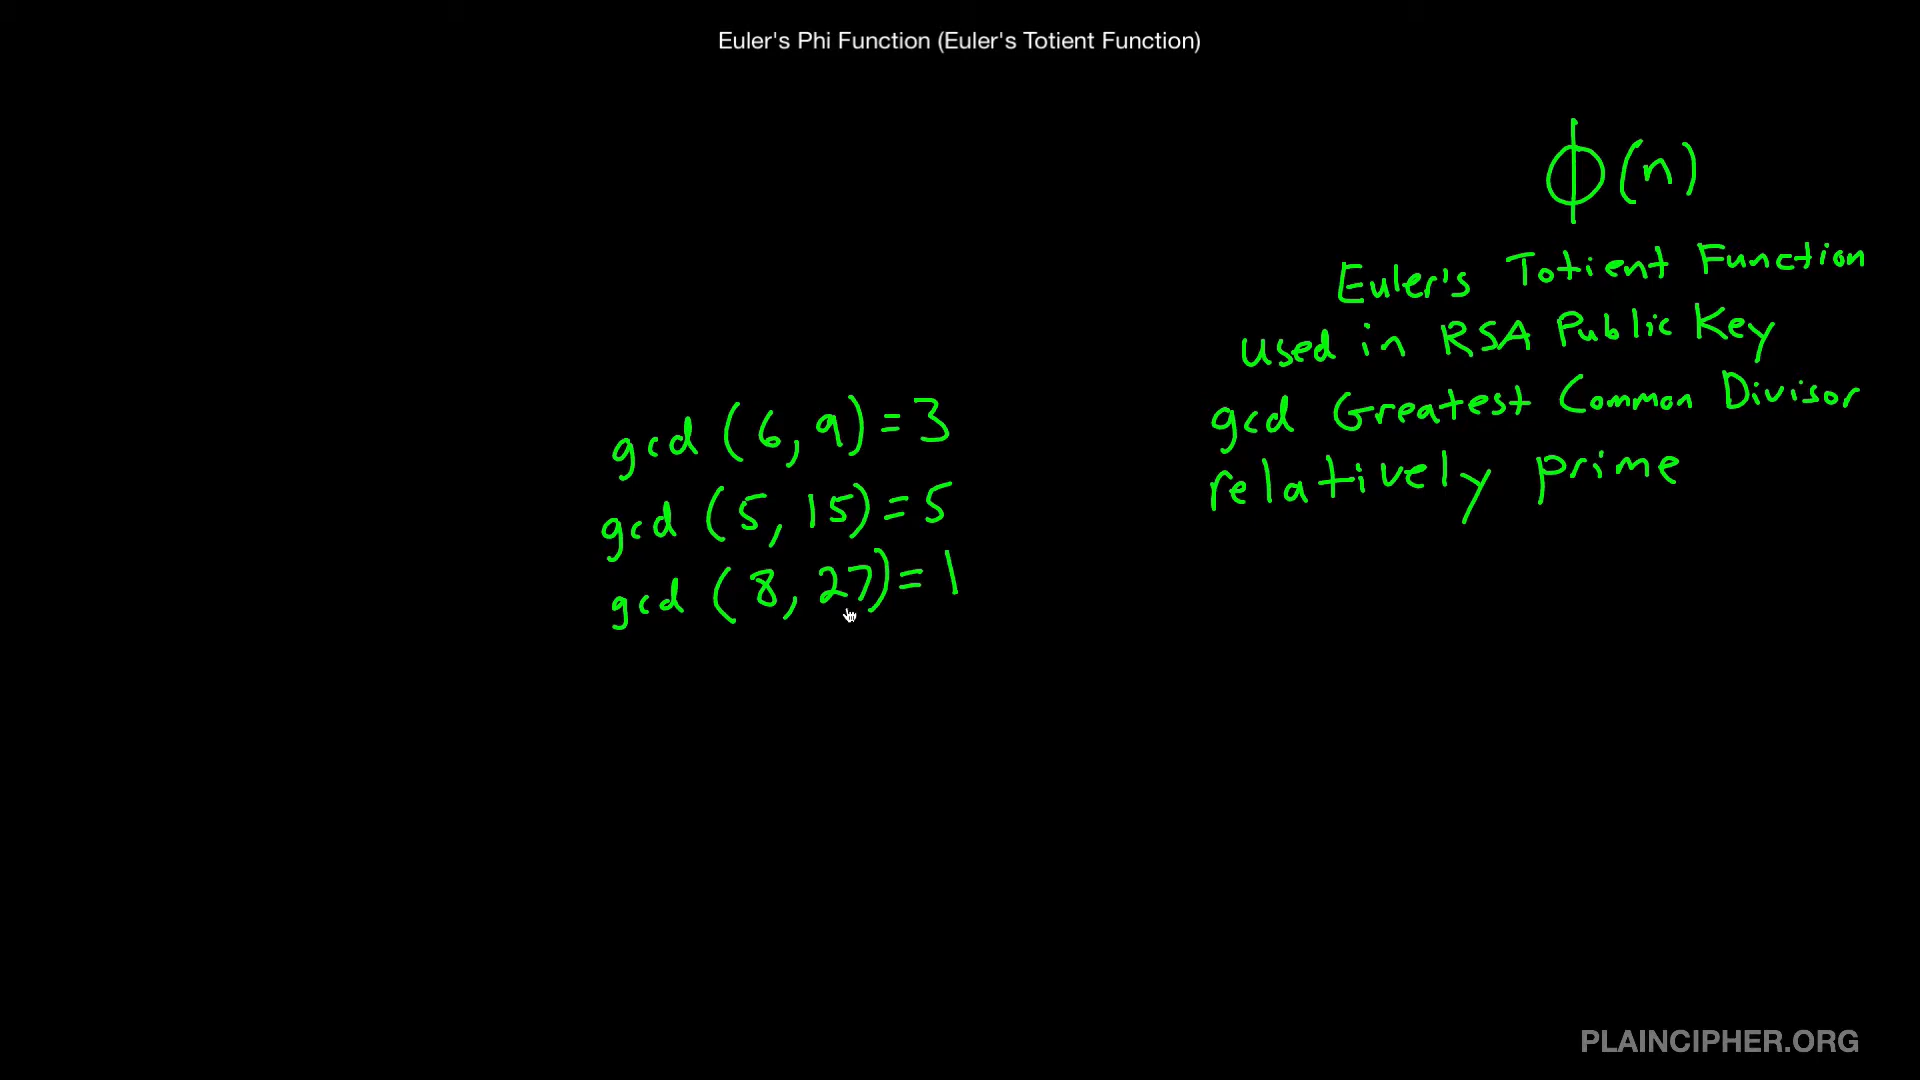 Euler's Phi Function (Euler's Totient Function)
ϕ(n)
Euler's Totient Function
used in RSA Public Key
gcd Greatest Common Divisor
relatively prime
gcd (6, 9) = 3
gcd (5, 15) = 5
gcd (8, 27) = 1
PLAINCIPHER.ORG